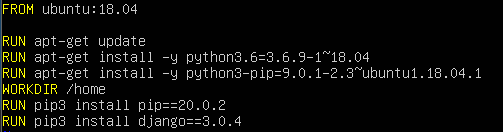 FROM ubuntu:18.04
RUN apt-get update
RUN apt-get install -y python3.6=3.6.9-1~18.04
RUN apt-get install -y python3-pip=9.0.1-2.3~ubuntu1.18.04.1
WORKDIR /home
RUN pip3 install pip==20.0.2
RUN pip3 install django==3.0.4